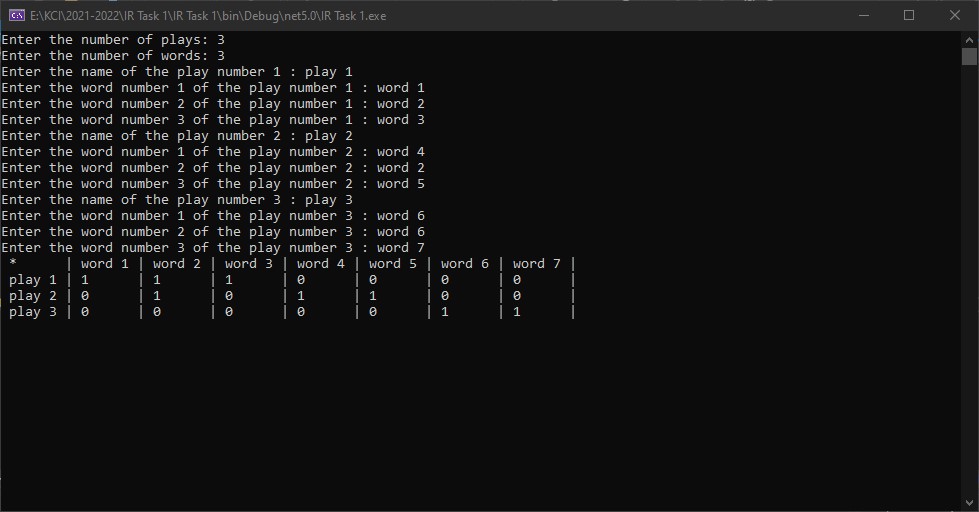 E:\KCI\2021-2022\IR Task 1\IR Task 1\bin\Debug\net5.0\IR Task 1.exe
Enter the number of plays: 3
Enter the number of words: 3
Enter the name of the play number 1 : play 1
Enter the word number 1 of the play number 1 : word 1
Enter the word number 2 of the play number 1 : word 2
Enter the word number 3 of the play number 1 : word 3
Enter the name of the play number 2 : play 2
Enter the word number 1 of the play number 2 : word 4
Enter the word number 2 of the play number 2 : word 2
Enter the word number 3 of the play number 2 : word 5
Enter the name of the play number 3 : play 3
Enter the word number 1 of the play number 3 : word 6
Enter the word number 2 of the play number 3 : word 6
Enter the word number 3 of the play number 3 : word 7
 *      | word 1 | word 2 | word 3 | word 4 | word 5 | word 6 | word 7 |
 play 1 | 1      | 1      | 1      | 0      | 0      | 0      | 0      |
 play 2 | 0      | 1      | 0      | 1      | 1      | 0      | 0      |
 play 3 | 0      | 0      | 0      | 0      | 0      | 1      | 1      |